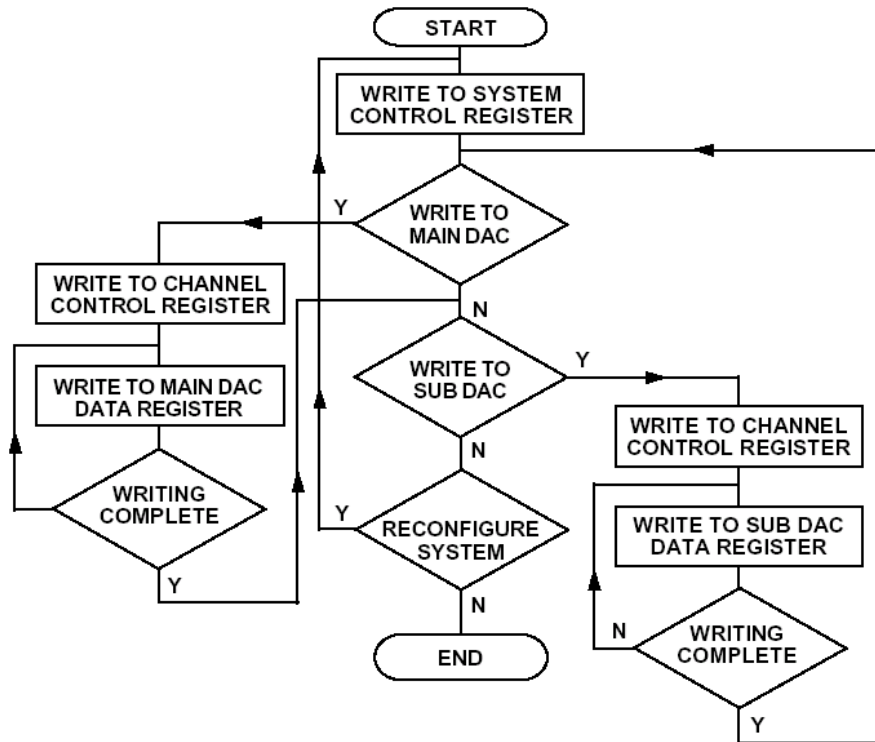 START
WRITE TO SYSTEM
CONTROL REGISTER
Y
WRITE TO
MAIN DAC
N
WRITE TO CHANNEL
CONTROL REGISTER
WRITE TO MAIN DAC
DATA REGISTER
WRITING
COMPLETE
Y
WRITE TO
SUB DAC
Y
N
WRITE TO CHANNEL
CONTROL REGISTER
WRITE TO SUB DAC
DATA REGISTER
N
WRITING
COMPLETE
Y
Y
RECONFIGURE
SYSTEM
N
END